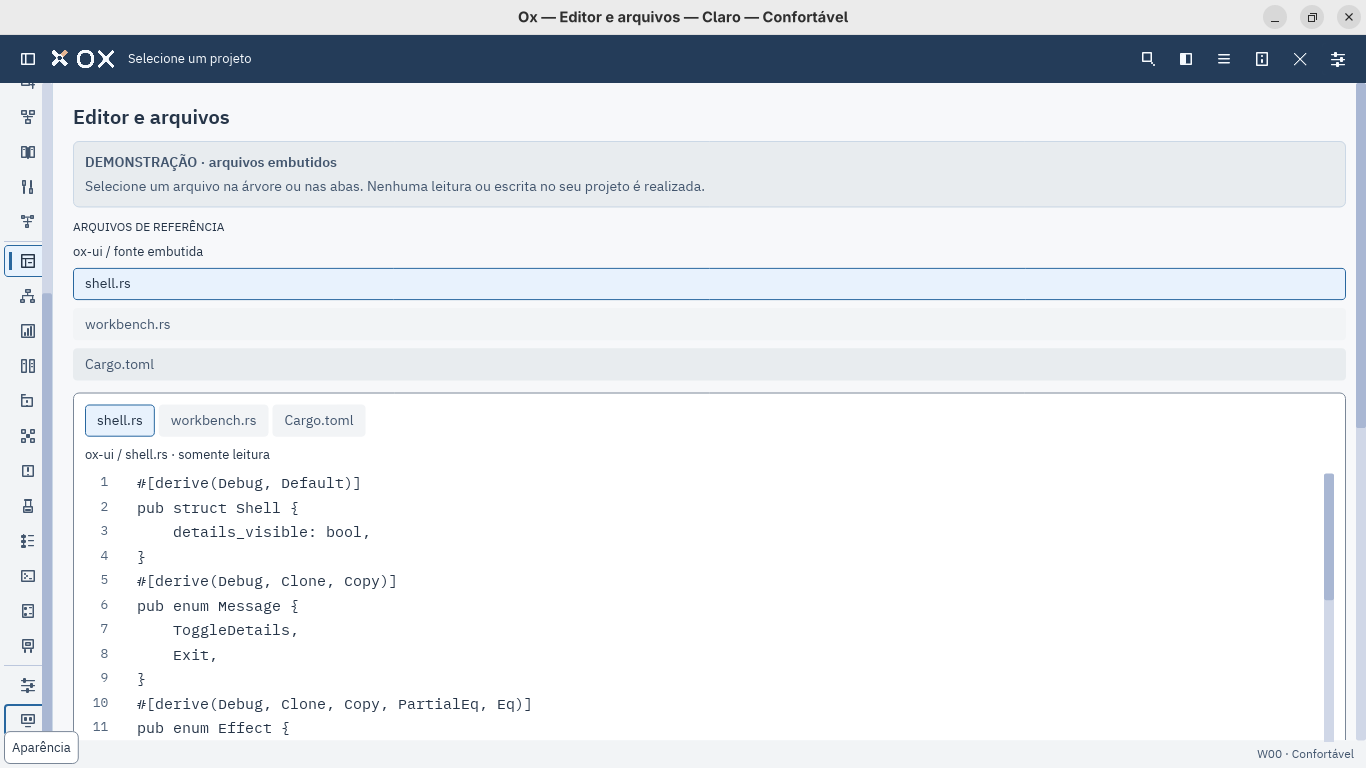 Ox — Editor e arquivos — Claro — Confortável
OX Selecione um projeto
Editor e arquivos
DEMONSTRAÇÃO · arquivos embutidos
Selecione um arquivo na árvore ou nas abas. Nenhuma leitura ou escrita no seu projeto é realizada.
ARQUIVOS DE REFERÊNCIA
ox-ui / fonte embutida
shell.rs
workbench.rs
Cargo.toml
shell.rs workbench.rs Cargo.toml
ox-ui / shell.rs · somente leitura
1 #[derive(Debug, Default)]
2 pub struct Shell {
3     details_visible: bool,
4 }
5 #[derive(Debug, Clone, Copy)]
6 pub enum Message {
7     ToggleDetails,
8     Exit,
9 }
10 #[derive(Debug, Clone, Copy, PartialEq, Eq)]
11 pub enum Effect {
Aparência
W00 · Confortável